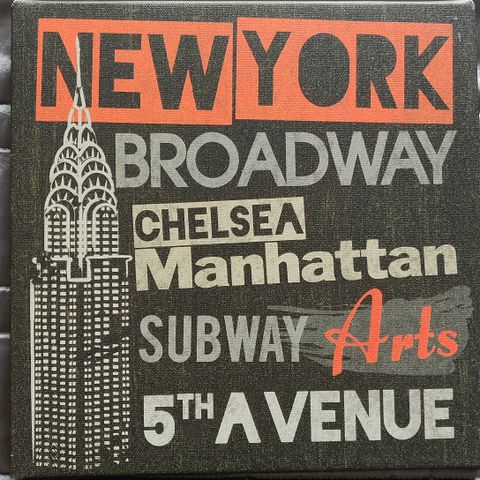 NEW YORK
BROADWAY
CHELSEA
Manhattan
SUBWAY Arts
5TH AVENUE